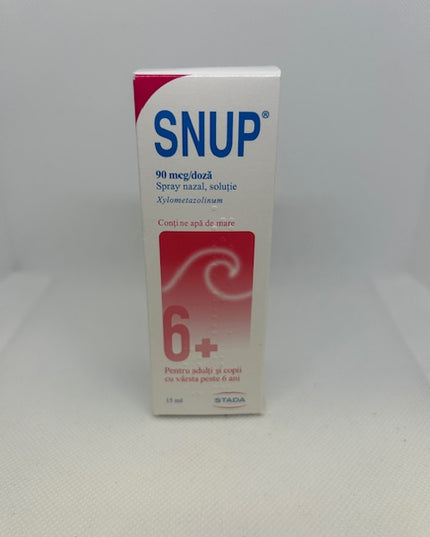 SNUP®
90 mcg/doză
Spray nazal, soluție
Xylometazolinum
Conține apă de mare
6+
Pentru adulți și copii
cu vârsta peste 6 ani
15 ml
STADA